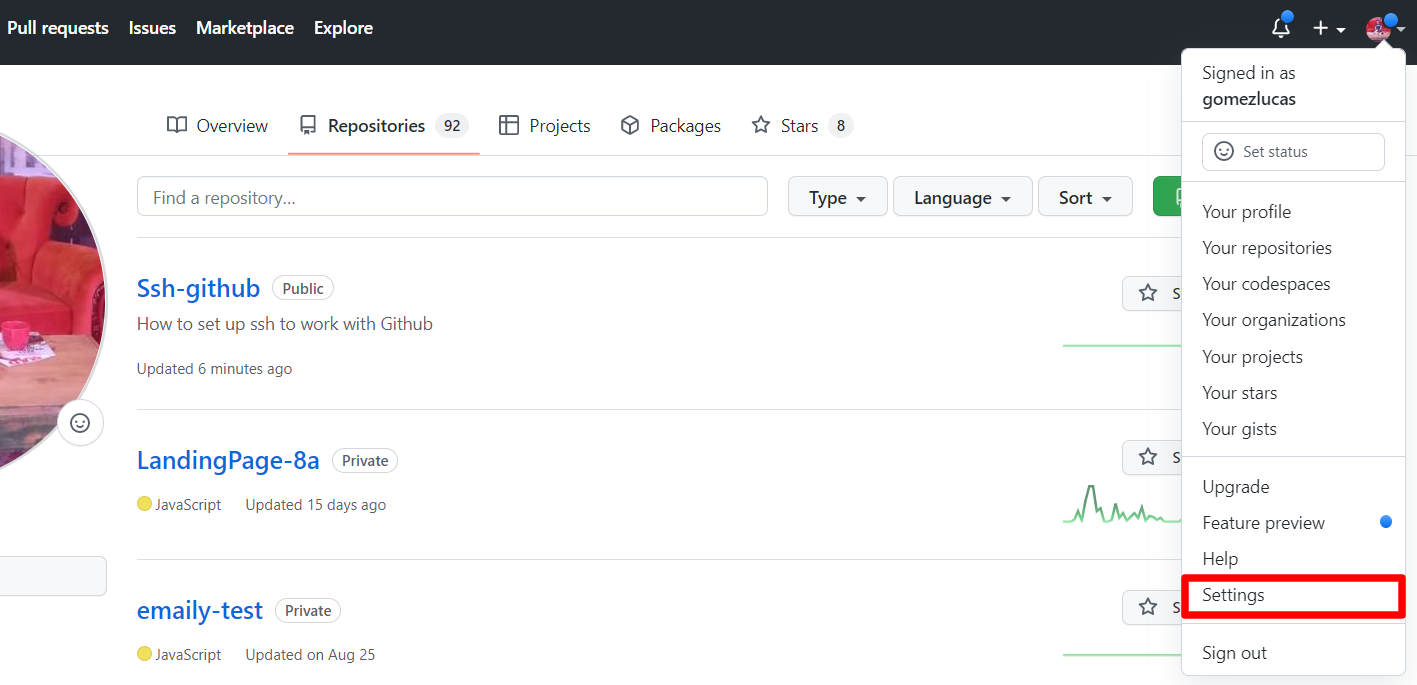 Pull requests Issues Marketplace Explore
Signed in as
gomezlucas
Set status
Your profile
Your repositories
Your codespaces
Your organizations
Your projects
Your stars
Your gists
Upgrade
Feature preview
Help
Settings
Sign out
Overview Repositories 92 Projects Packages Stars 8
Find a repository... Type Language Sort
Ssh-github Public
How to set up ssh to work with Github
Updated 6 minutes ago
LandingPage-8a Private
JavaScript Updated 15 days ago
emaily-test Private
JavaScript Updated on Aug 25